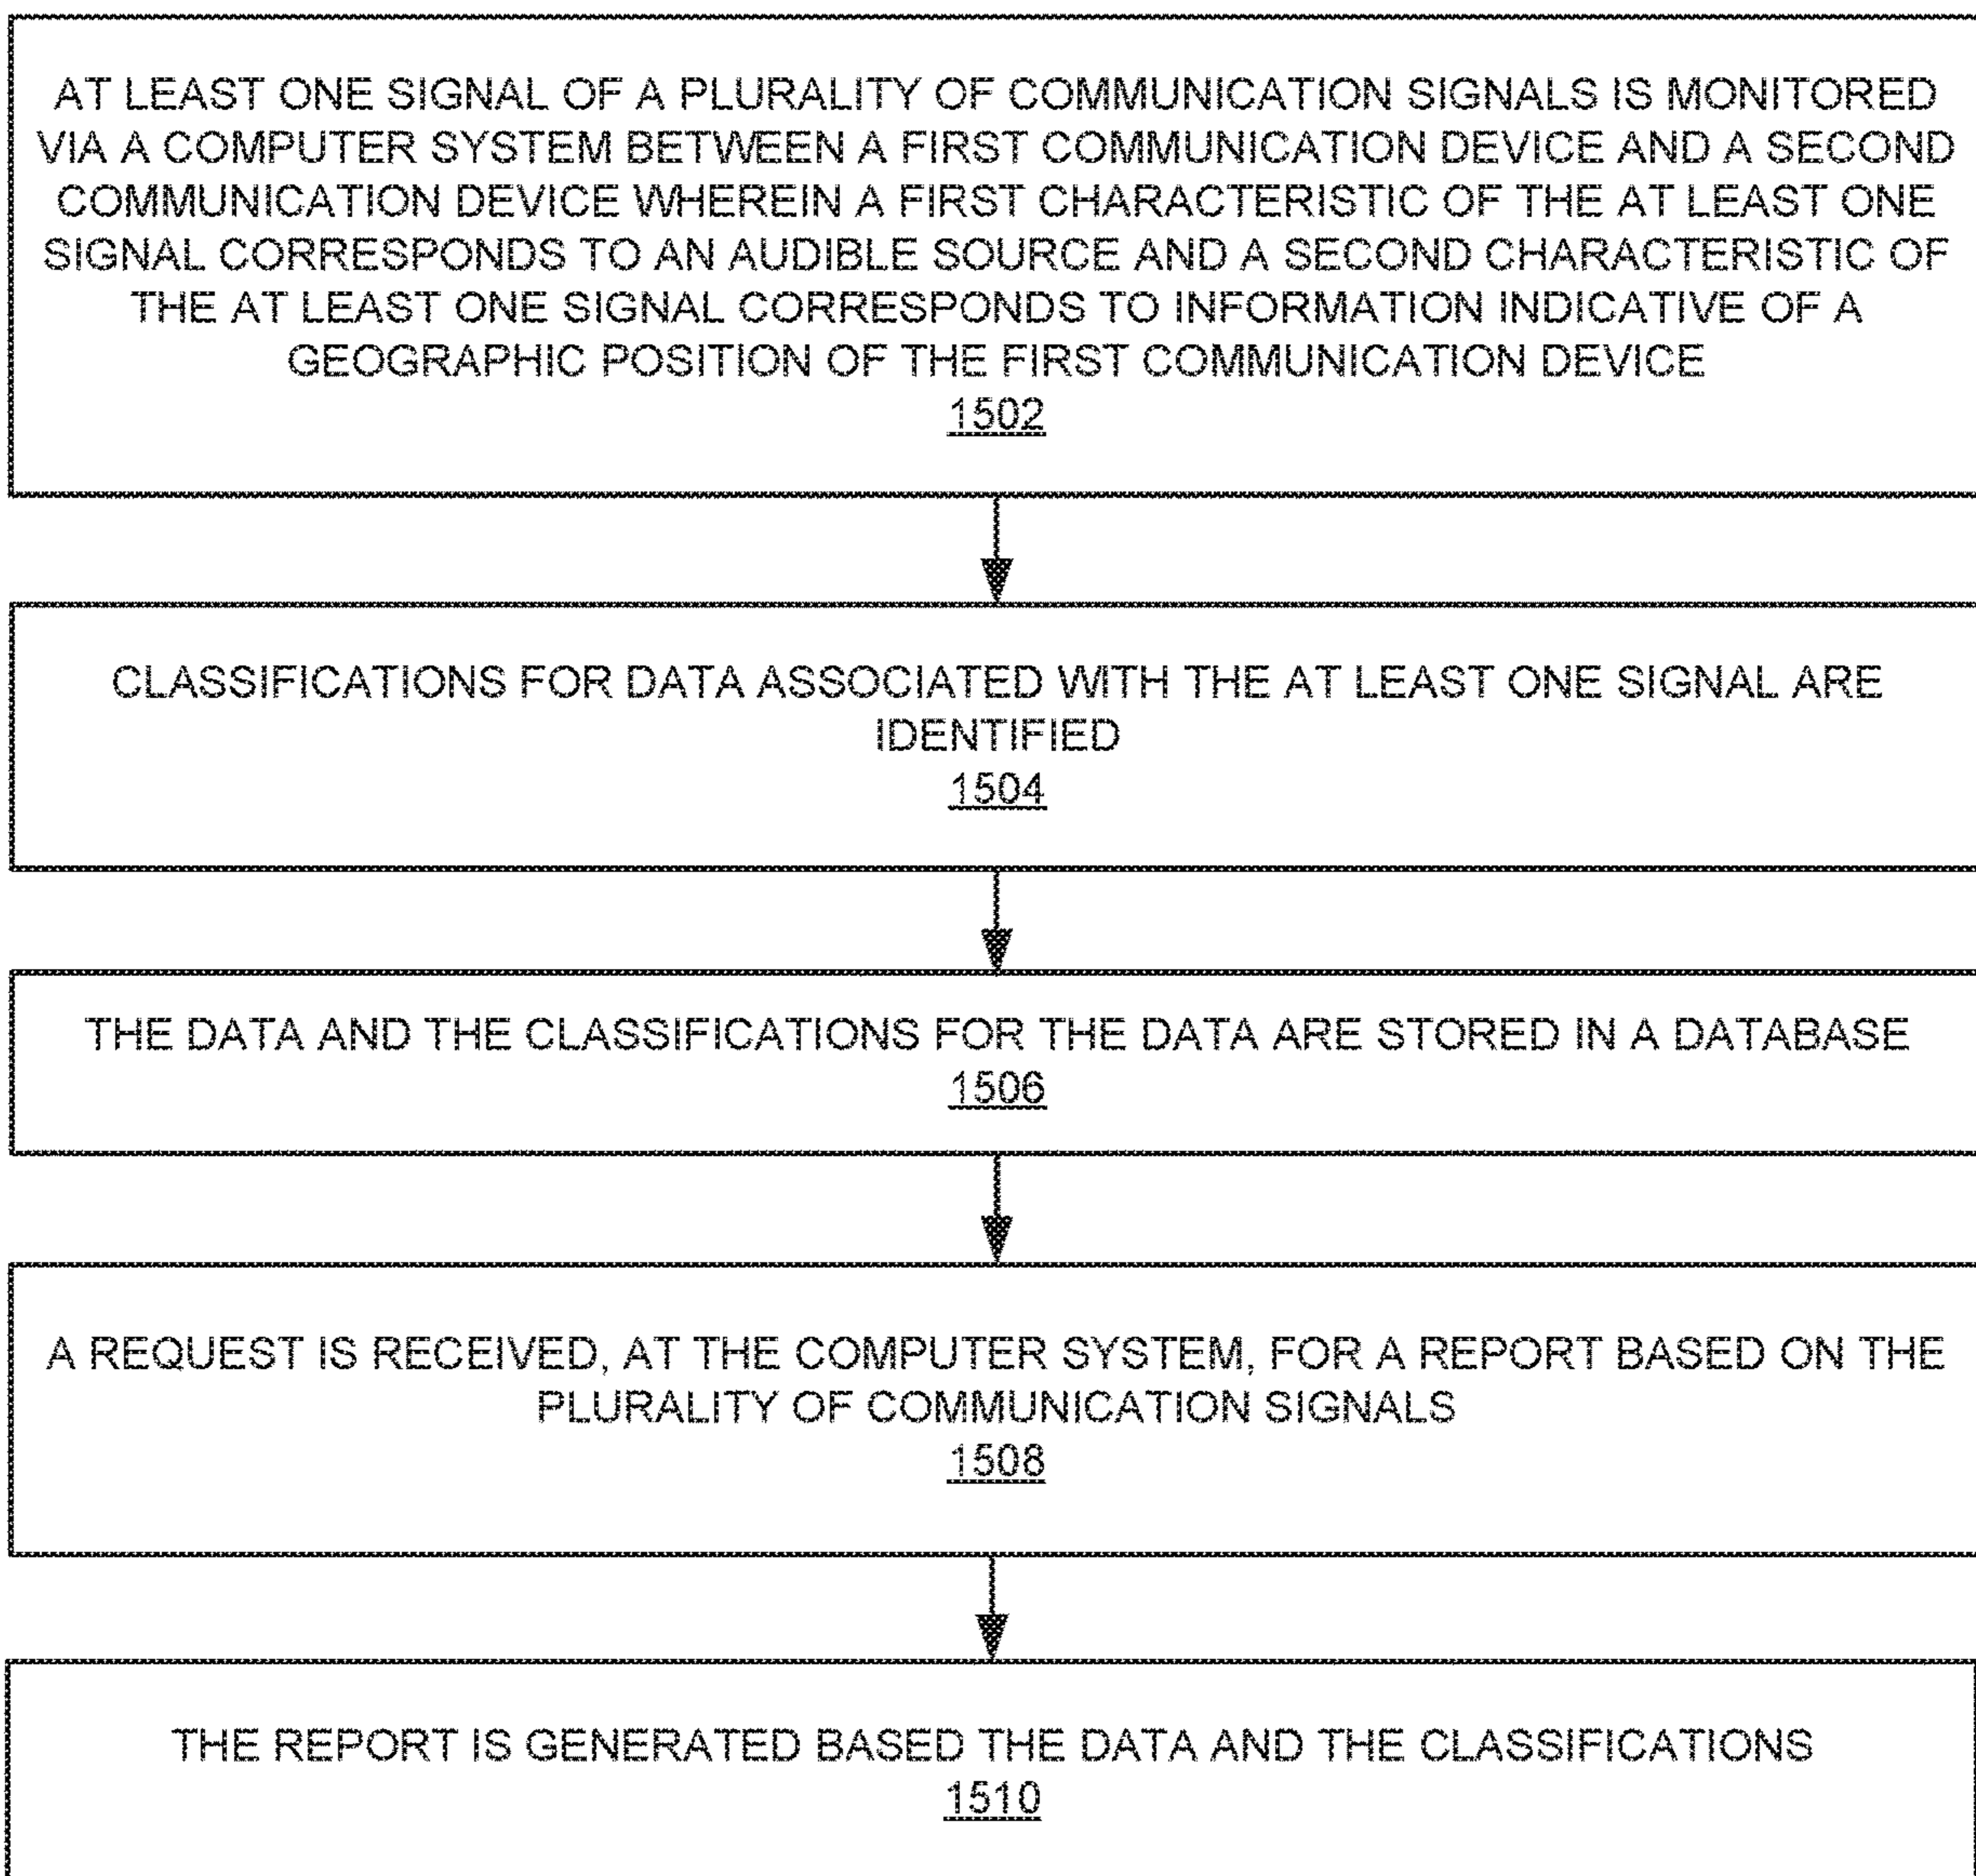 AT LEAST ONE SIGNAL OF A PLURALITY OF COMMUNICATION SIGNALS IS MONITORED
VIA A COMPUTER SYSTEM BETWEEN A FIRST COMMUNICATION DEVICE AND A SECOND
COMMUNICATION DEVICE WHEREIN A FIRST CHARACTERISTIC OF THE AT LEAST ONE
SIGNAL CORRESPONDS TO AN AUDIBLE SOURCE AND A SECOND CHARACTERISTIC OF
THE AT LEAST ONE SIGNAL CORRESPONDS TO INFORMATION INDICATIVE OF A
GEOGRAPHIC POSITION OF THE FIRST COMMUNICATION DEVICE
1502
CLASSIFICATIONS FOR DATA ASSOCIATED WITH THE AT LEAST ONE SIGNAL ARE
IDENTIFIED
1504
THE DATA AND THE CLASSIFICATIONS FOR THE DATA ARE STORED IN A DATABASE
1506
A REQUEST IS RECEIVED, AT THE COMPUTER SYSTEM, FOR A REPORT BASED ON THE
PLURALITY OF COMMUNICATION SIGNALS
1508
THE REPORT IS GENERATED BASED THE DATA AND THE CLASSIFICATIONS
1510